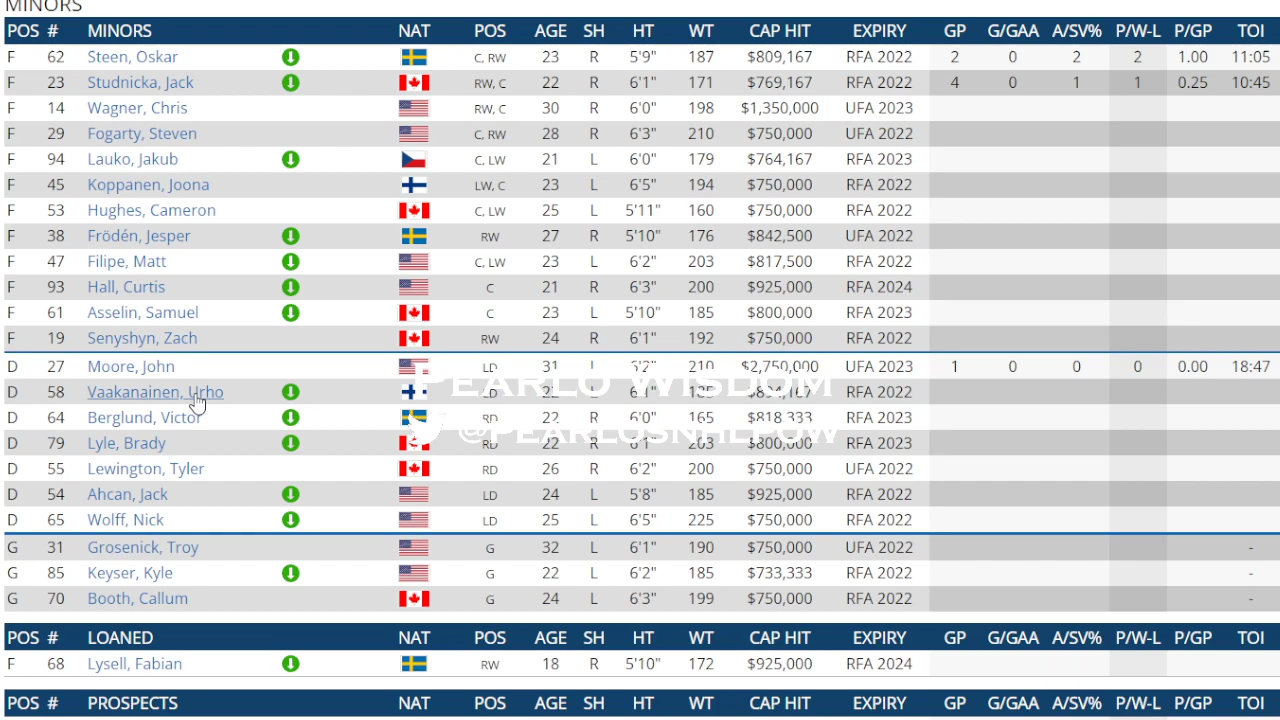 MINORS
POS # MINORS NAT POS AGE SH HT WT CAP HIT EXPIRY GP G/GAA A/SV% P/W-L P/GP TOI
F 62 Steen, Oskar C, RW 23 R 5'9" 187 $809,167 RFA 2022 2 0 2 2 1.00 11:05
F 23 Studnicka, Jack RW, C 22 R 6'1" 171 $769,167 RFA 2022 4 0 1 1 0.25 10:45
F 14 Wagner, Chris RW, C 30 R 6'0" 198 $1,350,000 UFA 2023
F 29 Fogarty, Steven C, RW 28 R 6'3" 210 $750,000 UFA 2022
F 94 Lauko, Jakub C, LW 21 L 6'0" 179 $764,167 RFA 2023
F 45 Koppanen, Joona LW, C 23 L 6'5" 194 $750,000 RFA 2022
F 53 Hughes, Cameron C, LW 25 L 5'11" 160 $750,000 RFA 2022
F 38 Frödén, Jesper RW 27 R 5'10" 176 $842,500 UFA 2022
F 47 Filipe, Matt C, LW 23 L 6'2" 203 $817,500 RFA 2022
F 93 Hall, Curtis C 21 R 6'3" 200 $925,000 RFA 2024
F 61 Asselin, Samuel C 23 L 5'10" 185 $800,000 RFA 2022
F 19 Senyshyn, Zach RW 24 R 6'1" 192 $750,000 RFA 2022
D 27 Moore, John LD 31 L $2,750,000 UFA 2023 1 0 0 0 0.00 18:47
PEARLO WISDOM
D 58 Vaakanainen, Urho LD RFA 2022
D 64 Berglund, Victor RD 22 R 6'0" 165 $818,333 RFA 2023
@PEARLOSNHLPOW
D 79 Lyle, Brady RD 22 R 6'1" 203 $800,000 RFA 2023
D 55 Lewington, Tyler RD 26 R 6'2" 200 $750,000 UFA 2022
D 54 Ahcan, Jack LD 24 L 5'8" 185 $925,000 RFA 2022
D 65 Wolff, Nick LD 25 L 6'5" 225 $750,000 RFA 2022
G 31 Grosenick, Troy G 32 L 6'1" 190 $750,000 UFA 2022 -
G 85 Keyser, Kyle G 22 L 6'2" 185 $733,333 RFA 2022 -
G 70 Booth, Callum G 24 L 6'3" 199 $750,000 RFA 2022 -
POS # LOANED NAT POS AGE SH HT WT CAP HIT EXPIRY GP G/GAA A/SV% P/W-L P/GP TOI
F 68 Lysell, Fabian RW 18 R 5'10" 172 $925,000 RFA 2024
POS # PROSPECTS NAT POS AGE SH HT WT CAP HIT EXPIRY GP G/GAA A/SV% P/W-L P/GP TOI